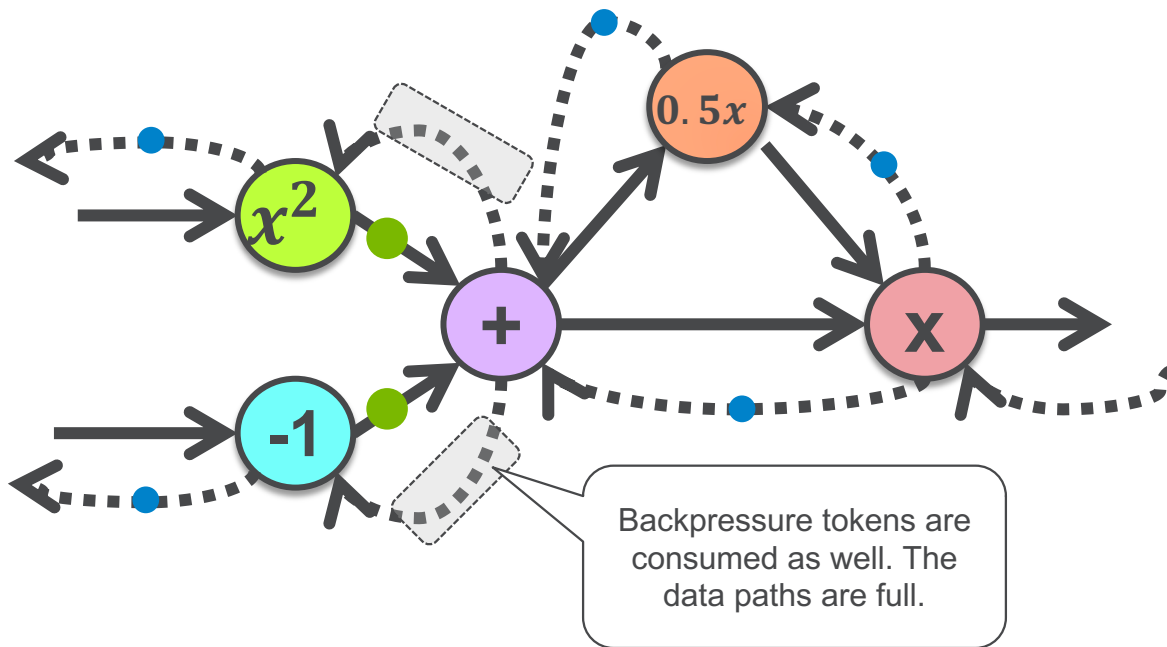 0.5x
x²
+
x
-1
Backpressure tokens are
consumed as well. The
data paths are full.